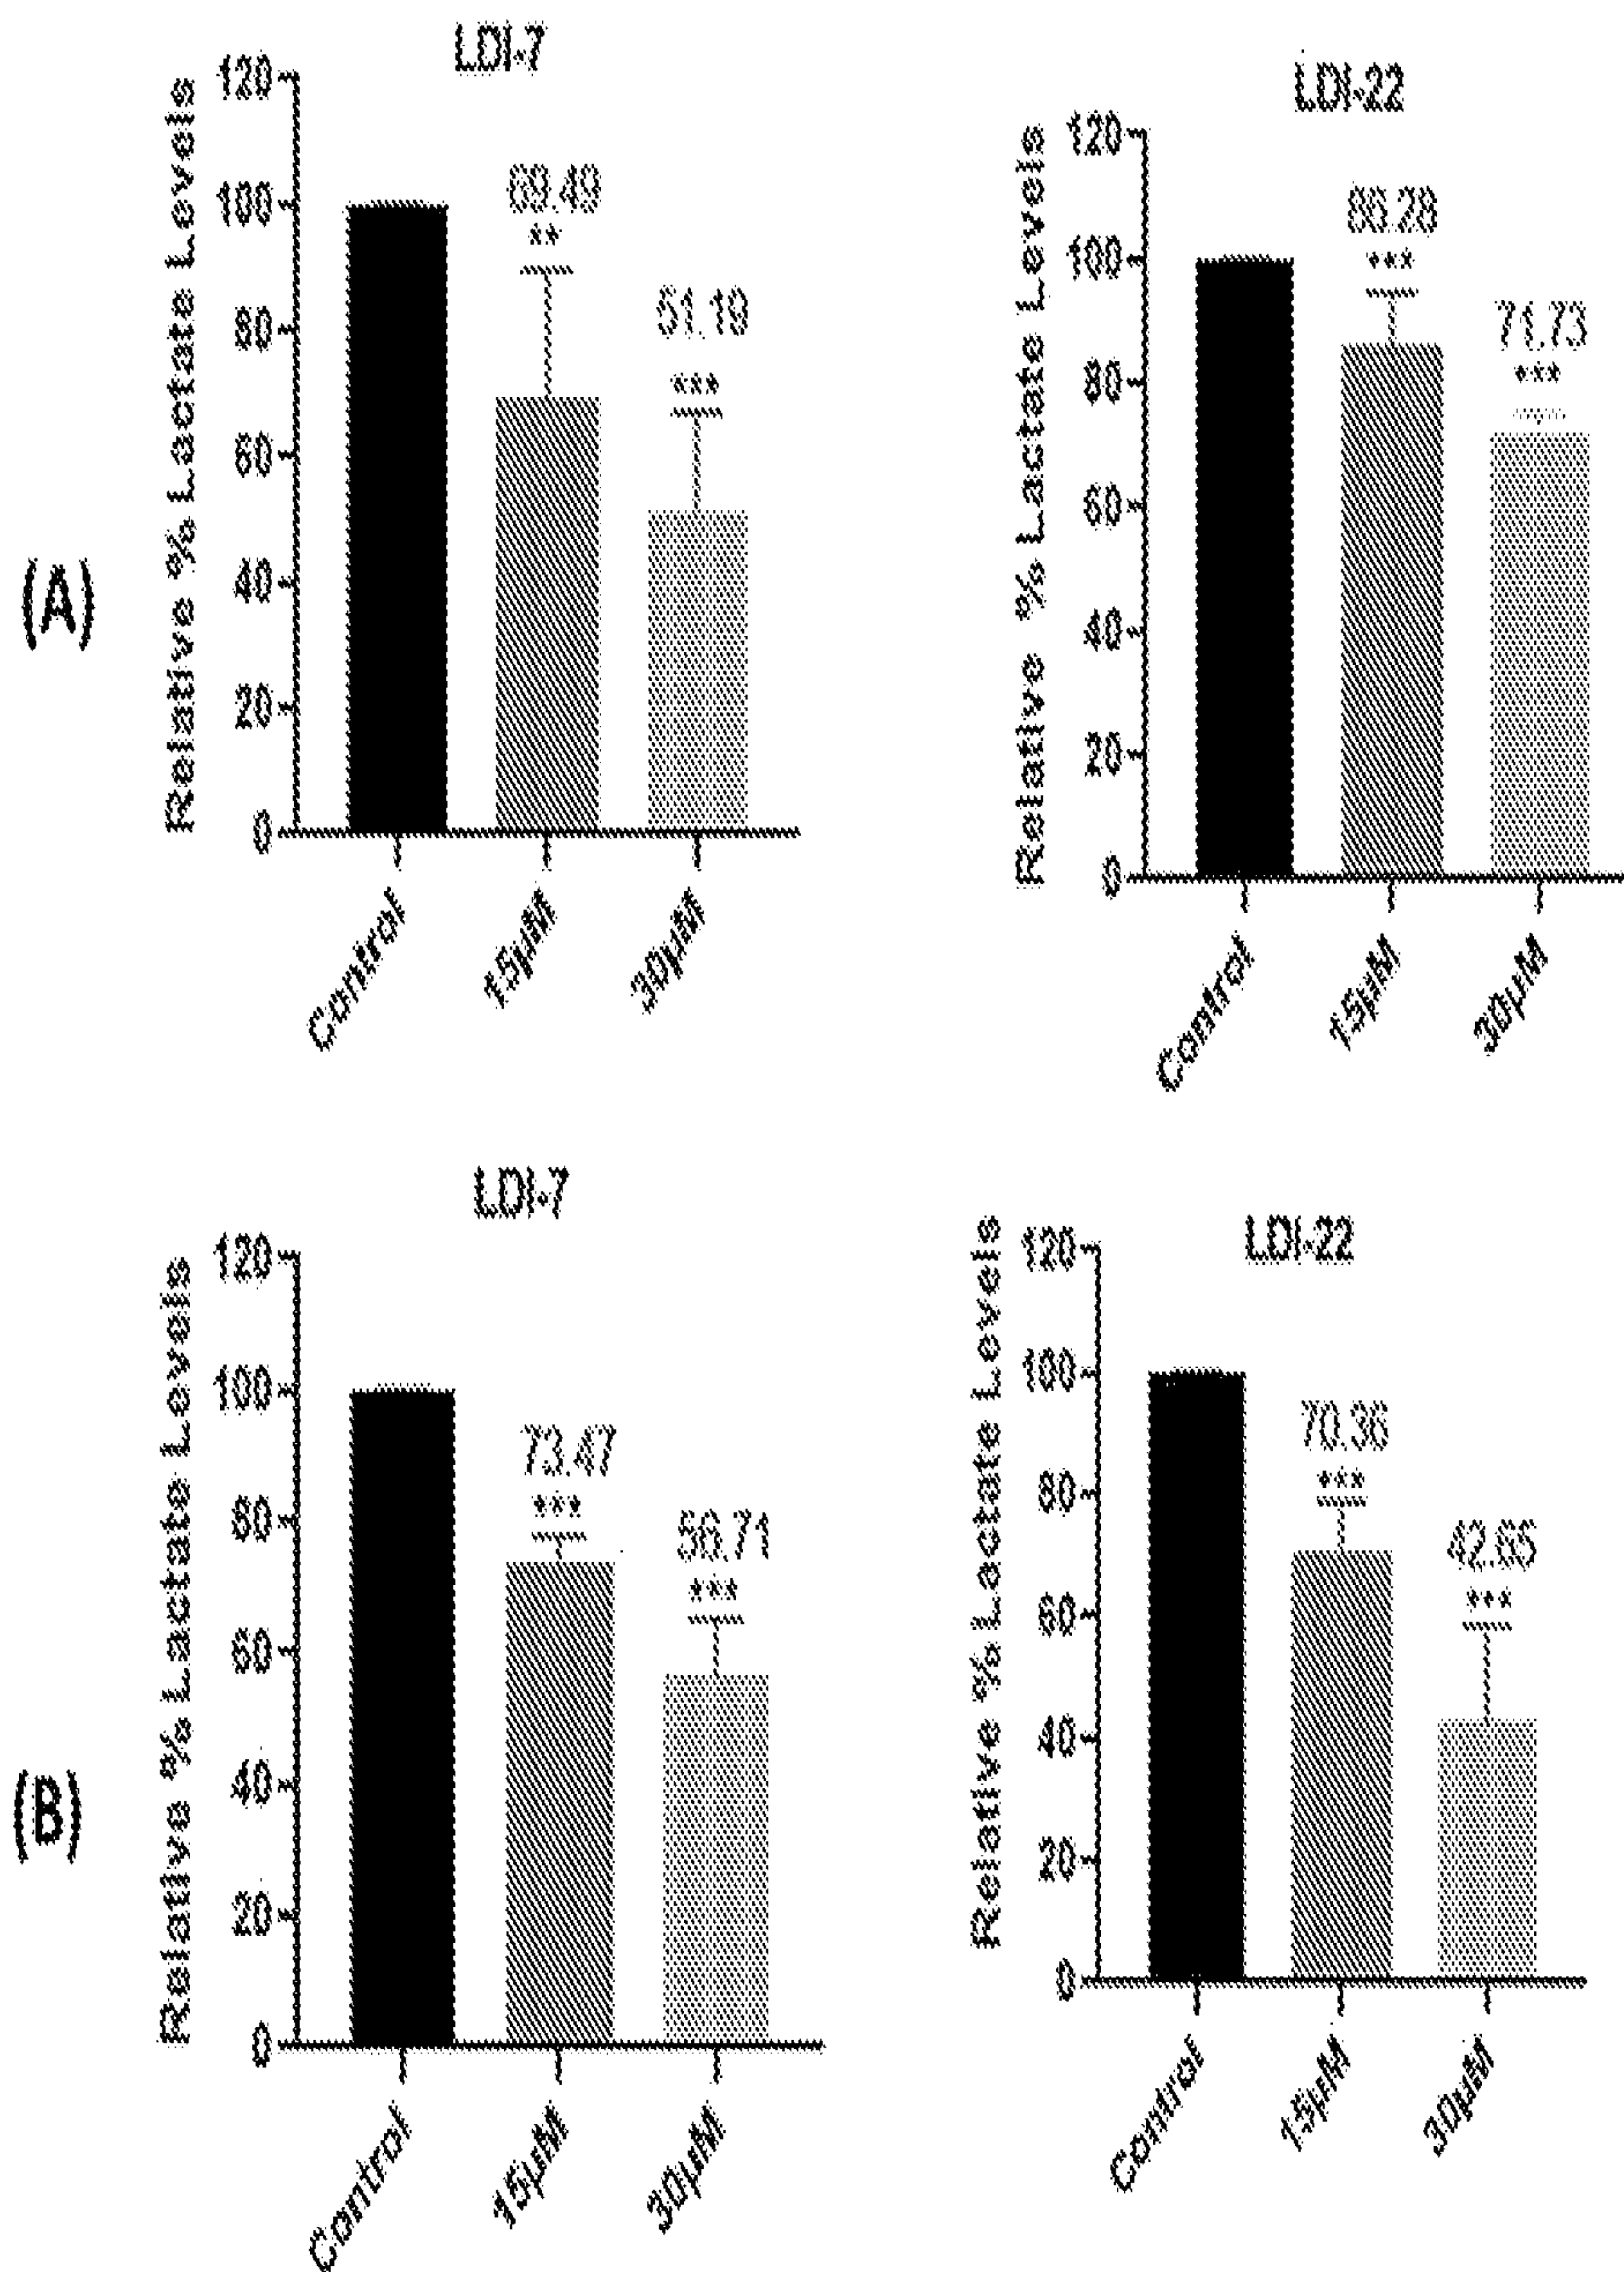 (A)
LDI-7
Relative % Lactate Levels
120
100
80
60
40
20
0
69.49
**
51.19
***
Control
15µM
30µM
LDI-22
Relative % Lactate Levels
120
100
80
60
40
20
0
86.28
***
71.73
***
Control
15µM
30µM
(B)
LDI-7
Relative % Lactate Levels
120
100
80
60
40
20
0
73.47
***
56.71
***
Control
15µM
30µM
LDI-22
Relative % Lactate Levels
120
100
80
60
40
20
0
70.36
***
42.65
***
Control
15µM
30µM